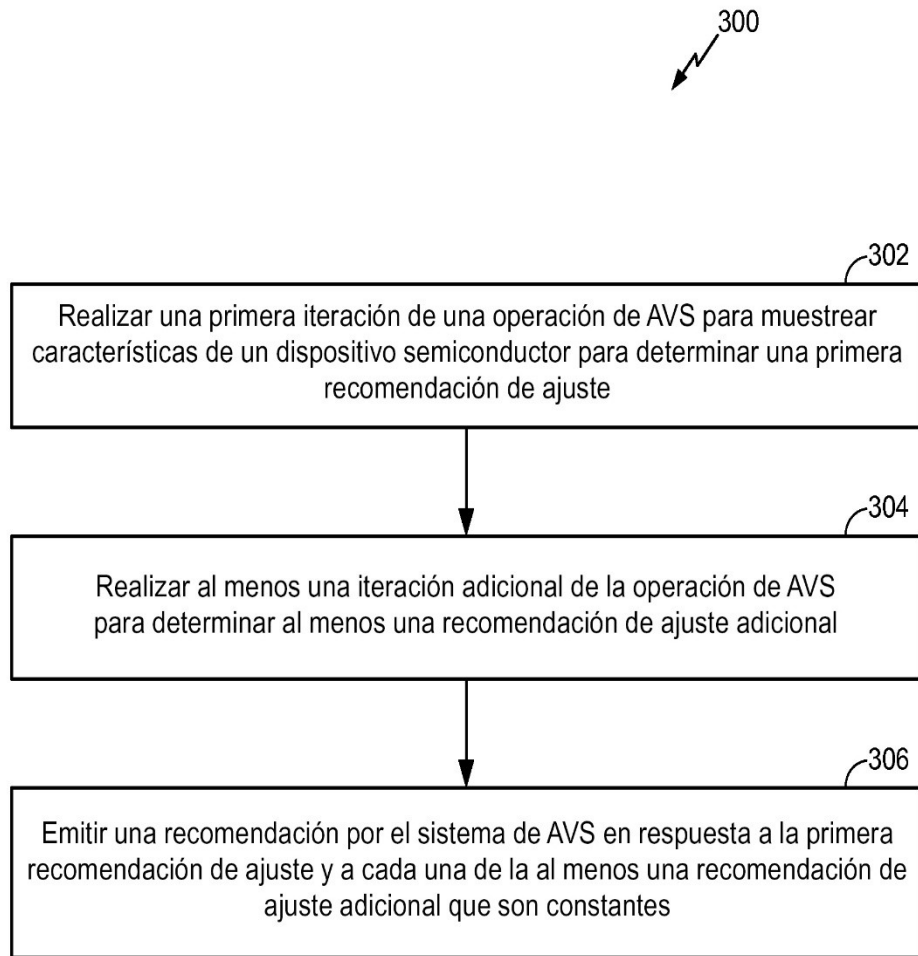 300
302
Realizar una primera iteración de una operación de AVS para muestrear
características de un dispositivo semiconductor para determinar una primera
recomendación de ajuste
304
Realizar al menos una iteración adicional de la operación de AVS
para determinar al menos una recomendación de ajuste adicional
306
Emitir una recomendación por el sistema de AVS en respuesta a la primera
recomendación de ajuste y a cada una de la al menos una recomendación de
ajuste adicional que son constantes